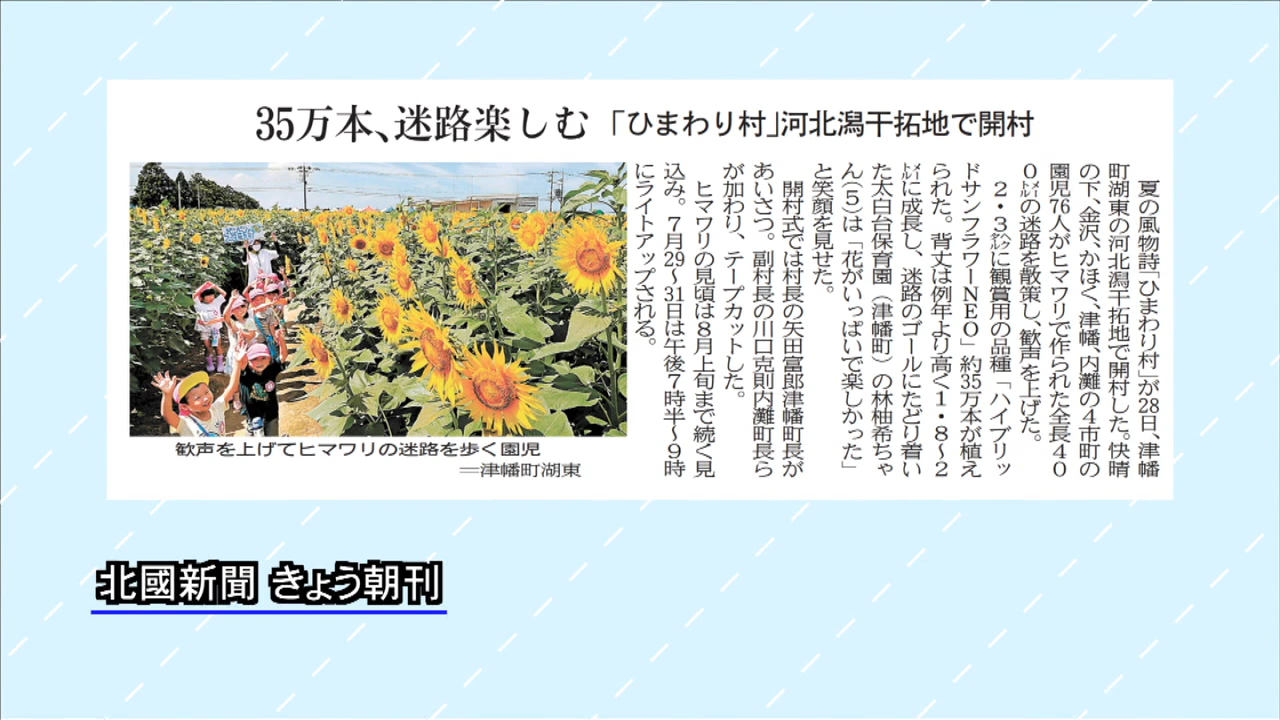 35万本、迷路楽しむ 「ひまわり村」河北潟干拓地で開村
夏の風物詩「ひまわり村」が28日、津幡
町湖東の河北潟干拓地で開村した。快晴
の下、金沢、かほく、津幡、内灘の4市町の
園児76人がヒマワリで作られた全長40
0㍍の迷路を散策し、歓声を上げた。
2・3㌶に観賞用の品種「ハイブリッ
ドサンフラワーNEO」約35万本が植え
られた。背丈は例年より高く1・8～2
㍍に成長し、迷路のゴールにたどり着い
た太白台保育園（津幡町）の林柚希ちゃ
ん（5）は「花がいっぱいで楽しかった」
と笑顔を見せた。
開村式では村長の矢田富郎津幡町長が
あいさつ。副村長の川口克則内灘町長ら
が加わり、テープカットした。
ヒマワリの見頃は8月上旬まで続く見
込み。7月29～31日は午後7時半～9時
にライトアップされる。
歓声を上げてヒマワリの迷路を歩く園児
＝津幡町湖東
北國新聞 きょう朝刊